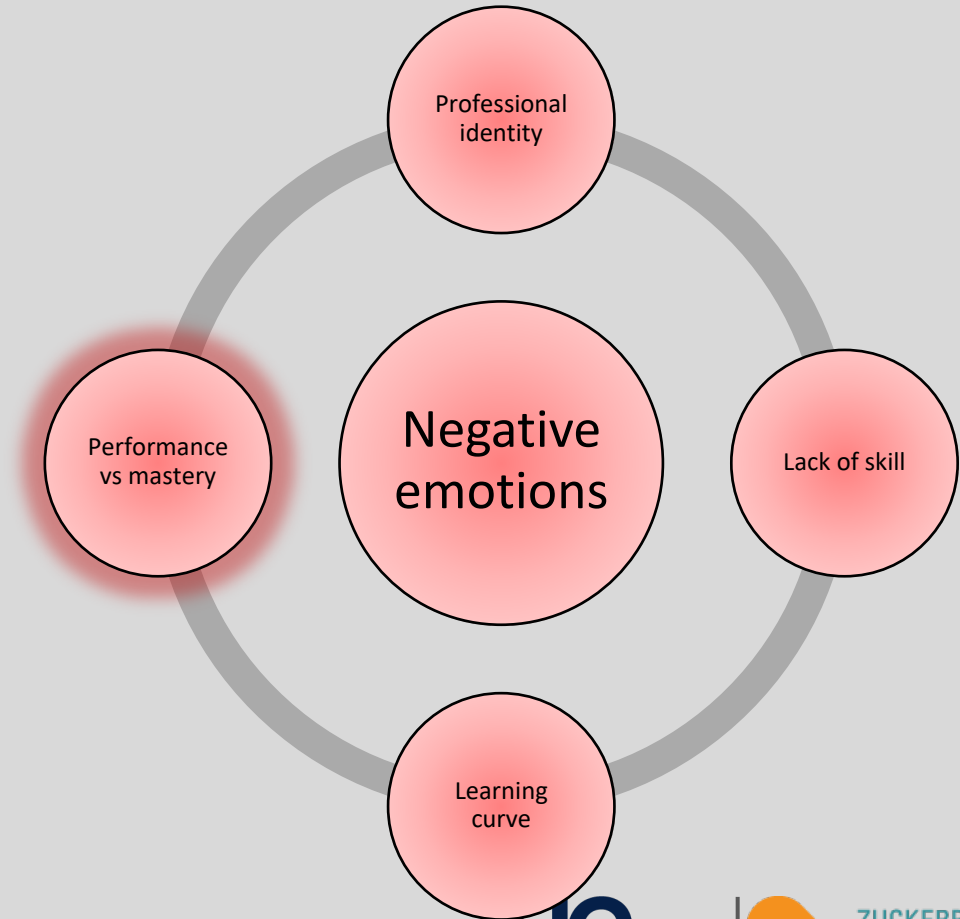 Professional
identity
Performance
vs mastery
Negative
emotions
Lack of skill
Learning
curve